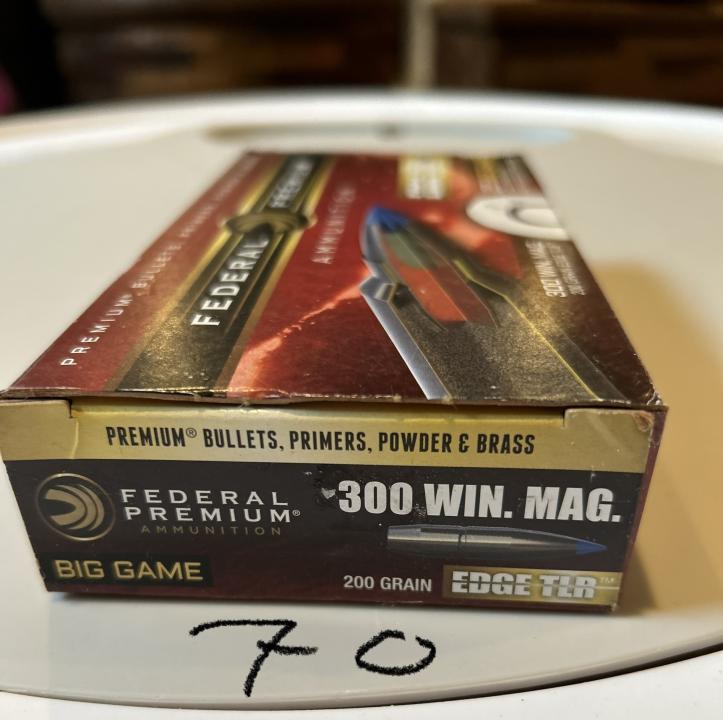 PREMIUM® BULLETS, PRIMERS,
FEDERAL PREMIUM
AMMUNITION
300 WIN. MAG.
PREMIUM® BULLETS, PRIMERS, POWDER & BRASS
FEDERAL
PREMIUM®
AMMUNITION
300 WIN. MAG.
BIG GAME
200 GRAIN EDGE TLR™
70